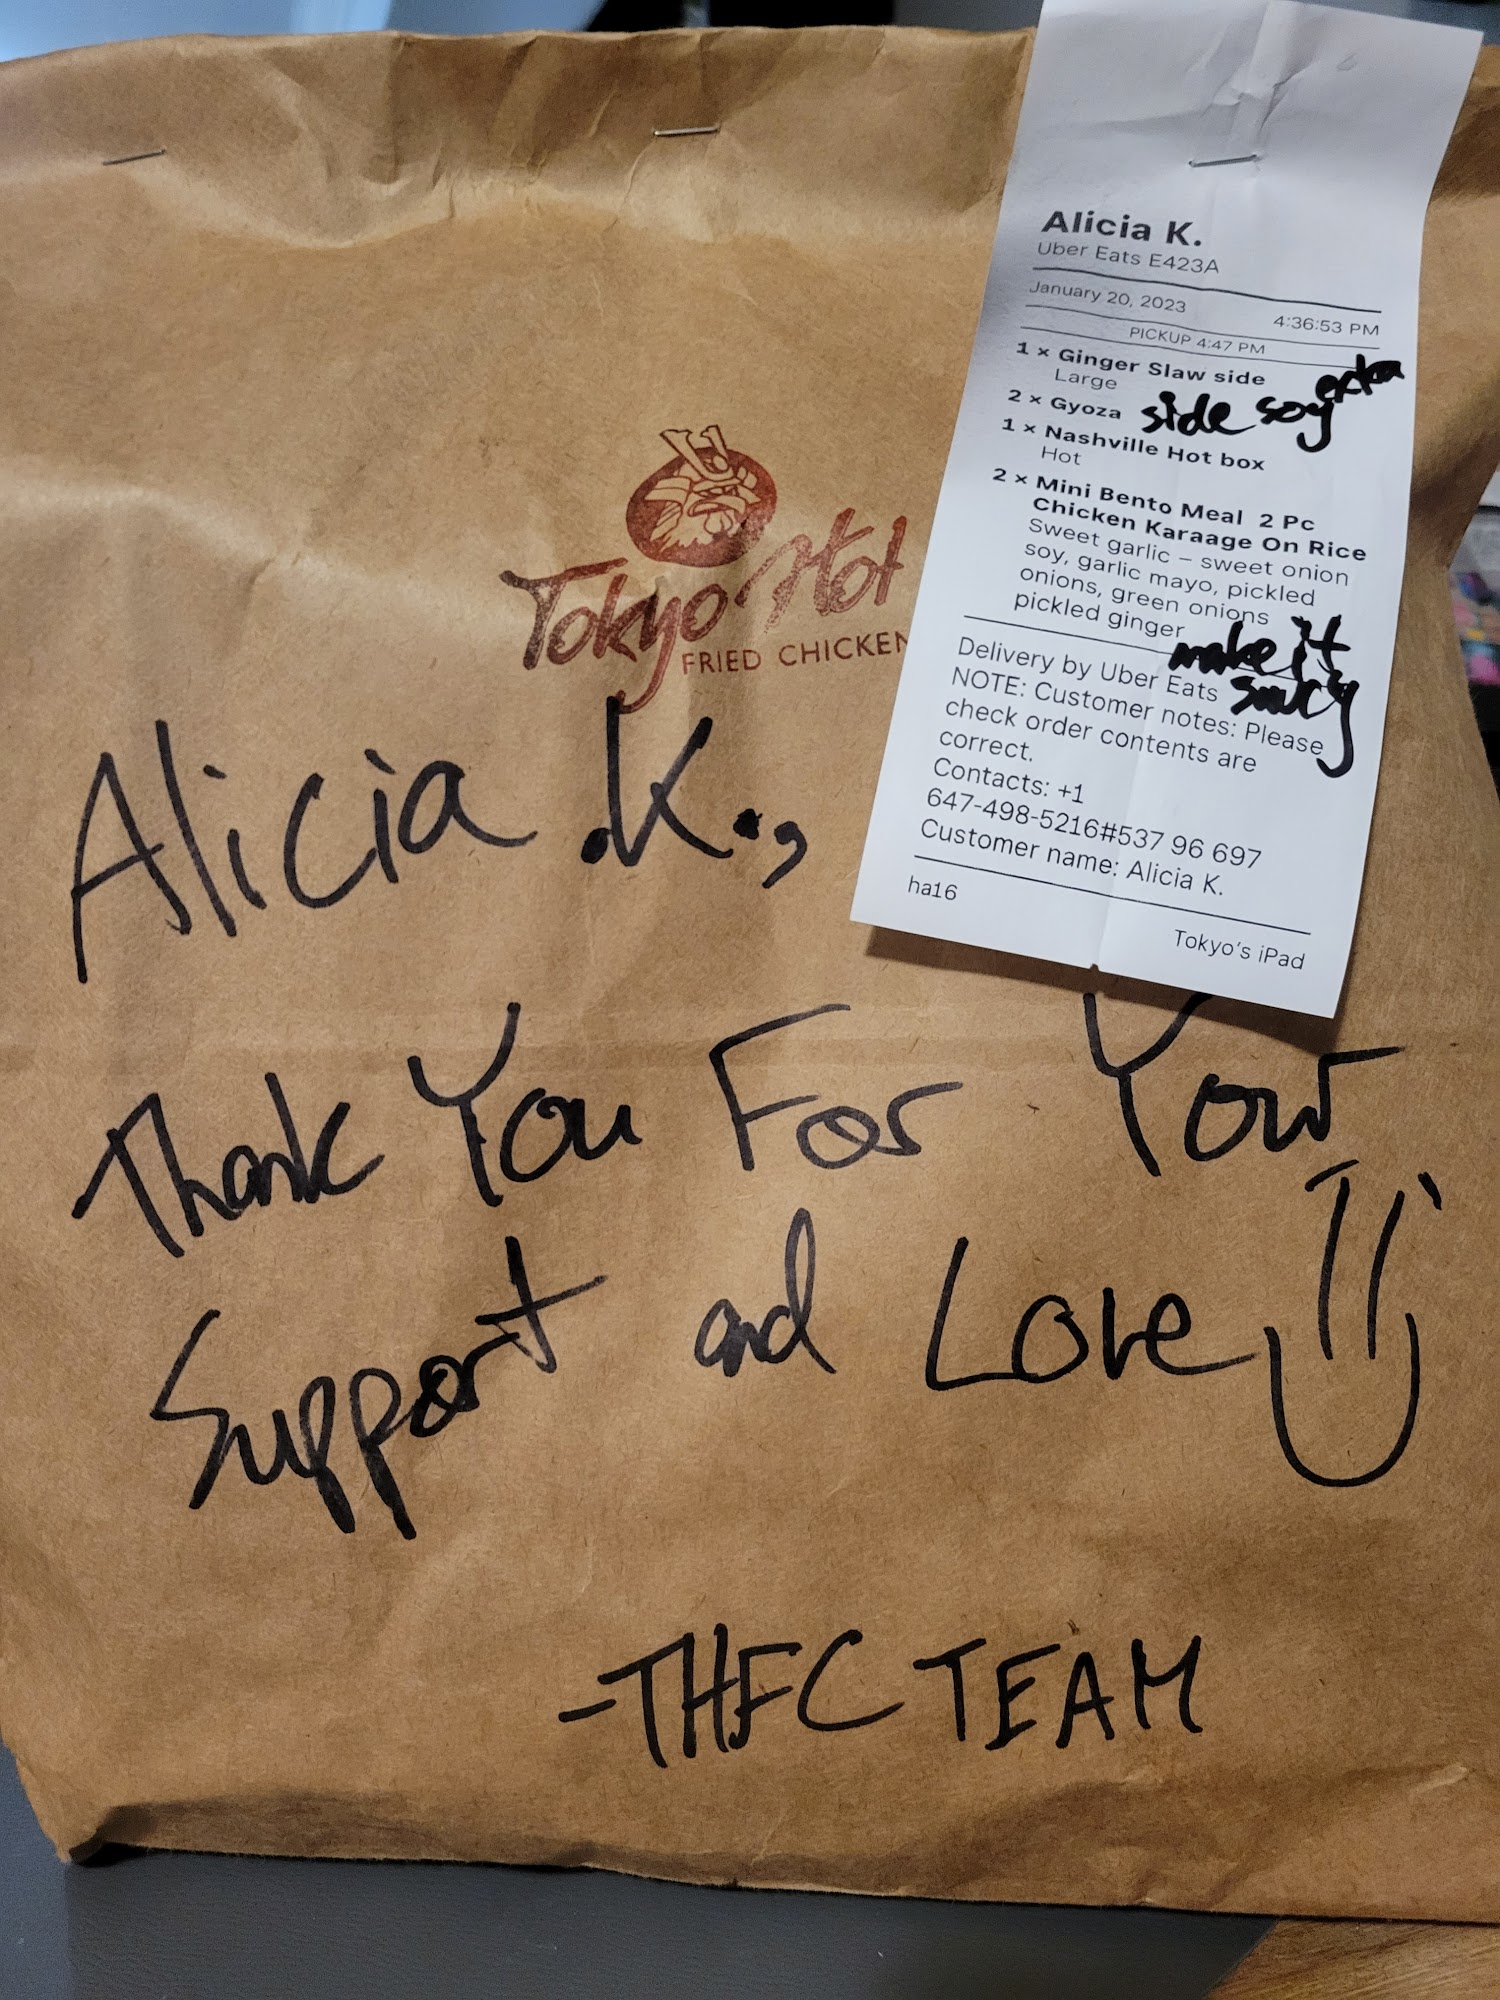 Alicia K.
Uber Eats E423A
January 20, 2023 4:36:53 PM
PICKUP 4:47 PM
1 × Ginger Slaw side
Large
2 × Gyoza side soy extra
1 × Nashville Hot box
Hot
2 × Mini Bento Meal 2 Pc
Chicken Karaage On Rice
Sweet garlic – sweet onion
soy, garlic mayo, pickled
onions, green onions
pickled ginger make it
saucy
Delivery by Uber Eats
NOTE: Customer notes: Please
check order contents are
correct.
Contacts: +1
647-498-5216#537 96 697
Customer name: Alicia K.
ha16
Tokyo's iPad
Tokyo Hot
FRIED CHICKEN
Alicia .K.,
Thank You For Your
Support and Love
-THFC TEAM